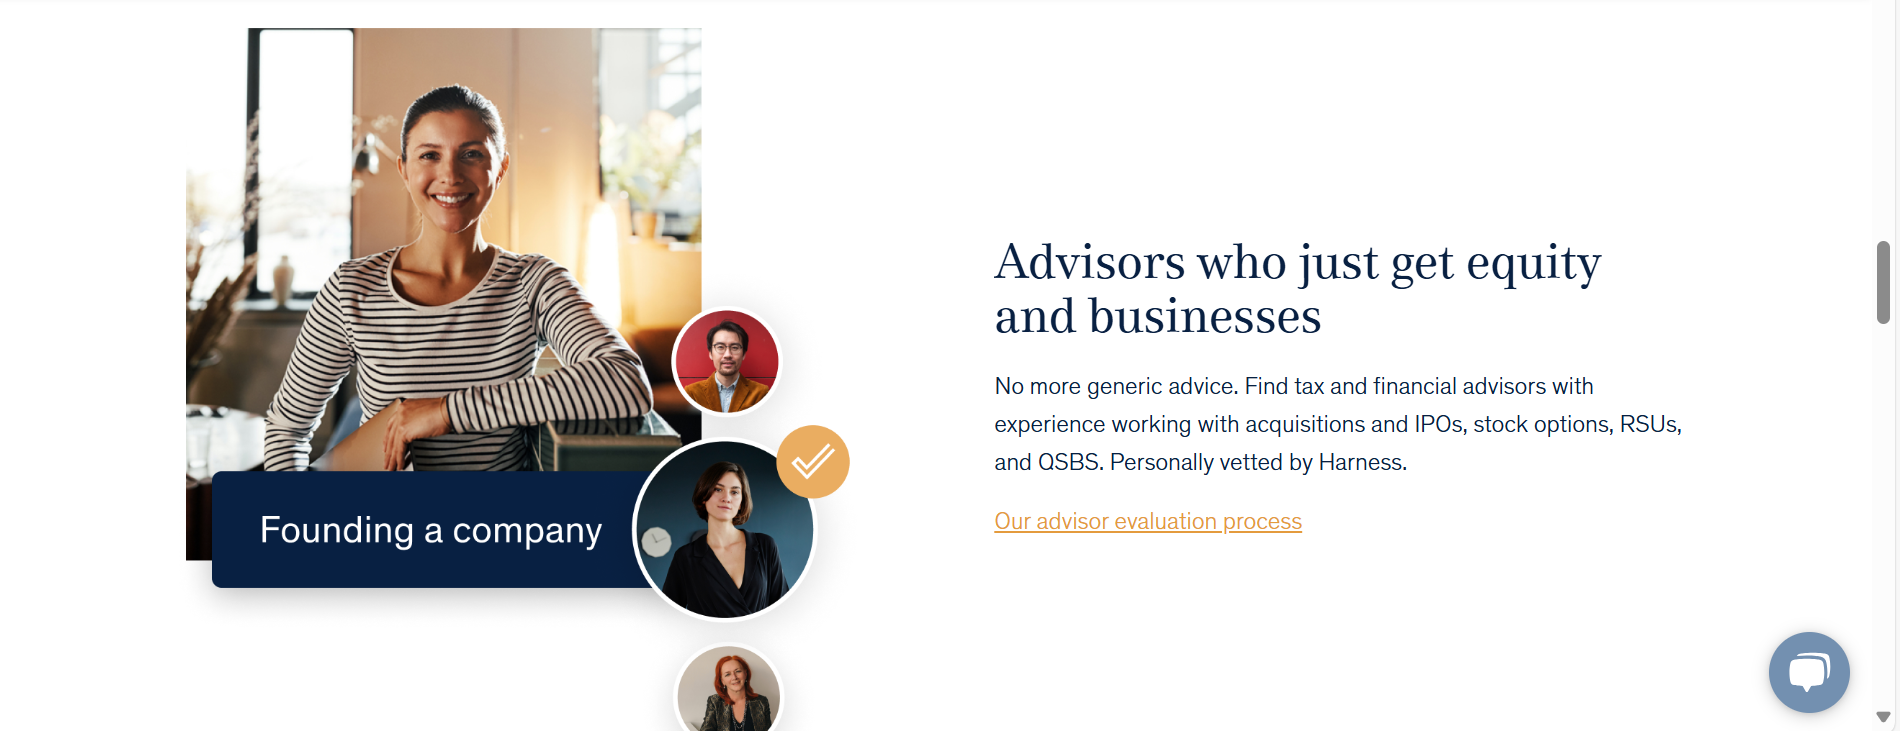 Founding a company
Advisors who just get equity
and businesses
No more generic advice. Find tax and financial advisors with
experience working with acquisitions and IPOs, stock options, RSUs,
and QSBS. Personally vetted by Harness.
Our advisor evaluation process